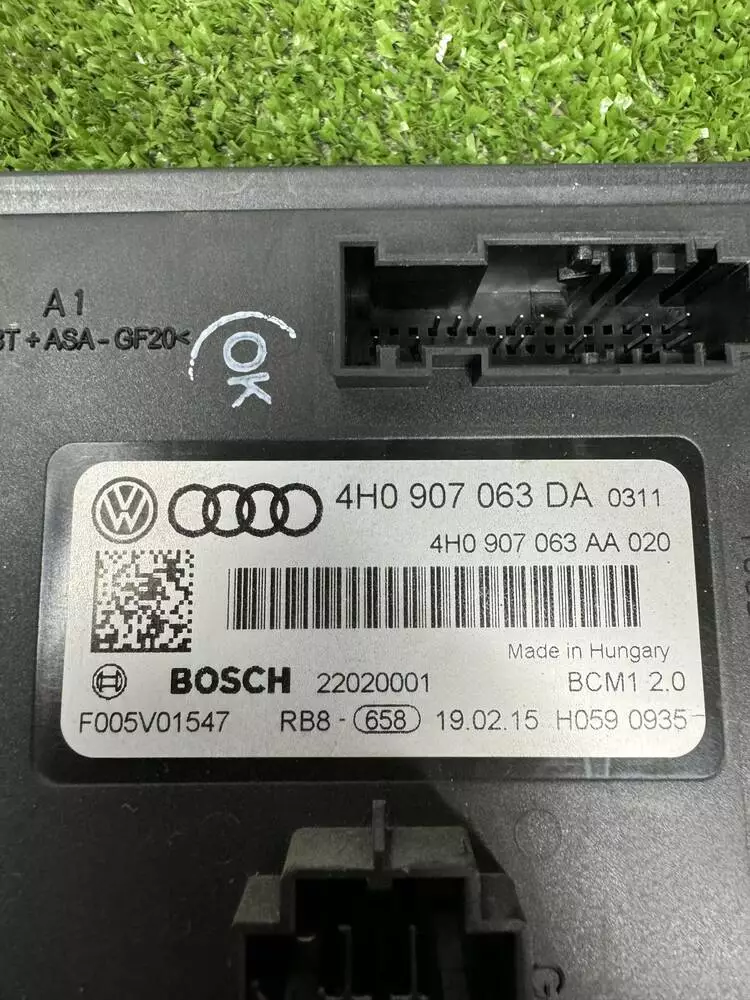 A1
+ASA-GF20<
OK
4H0 907 063 DA 0311
4H0 907 063 AA 020
Made in Hungary
BOSCH 22020001 BCM1 2.0
F005V01547 RB8- 658 19.02.15 H059 0935